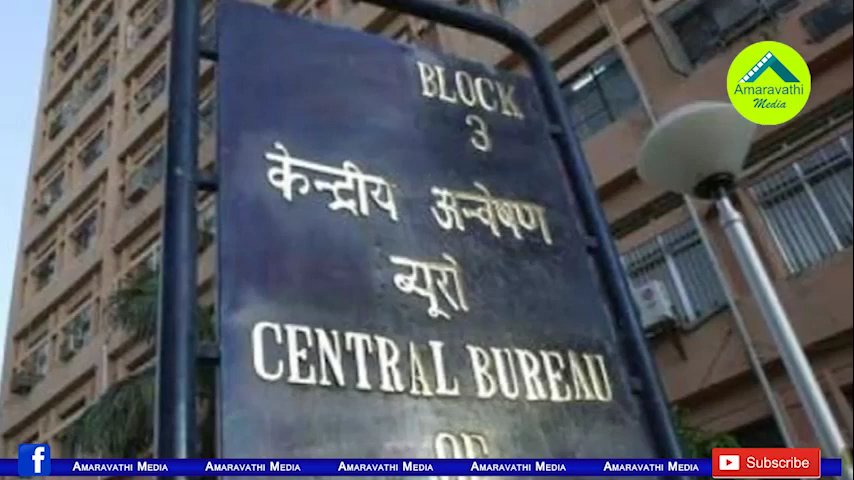 BLOCK
3
केन्द्रीय अन्वेषण
ब्यूरो
CENTRAL BUREAU
OF
Amaravathi
Media
AMARAVATHI MEDIA AMARAVATHI MEDIA AMARAVATHI MEDIA AMARAVATHI MEDIA AMARAVATHI MEDIA
Subscribe